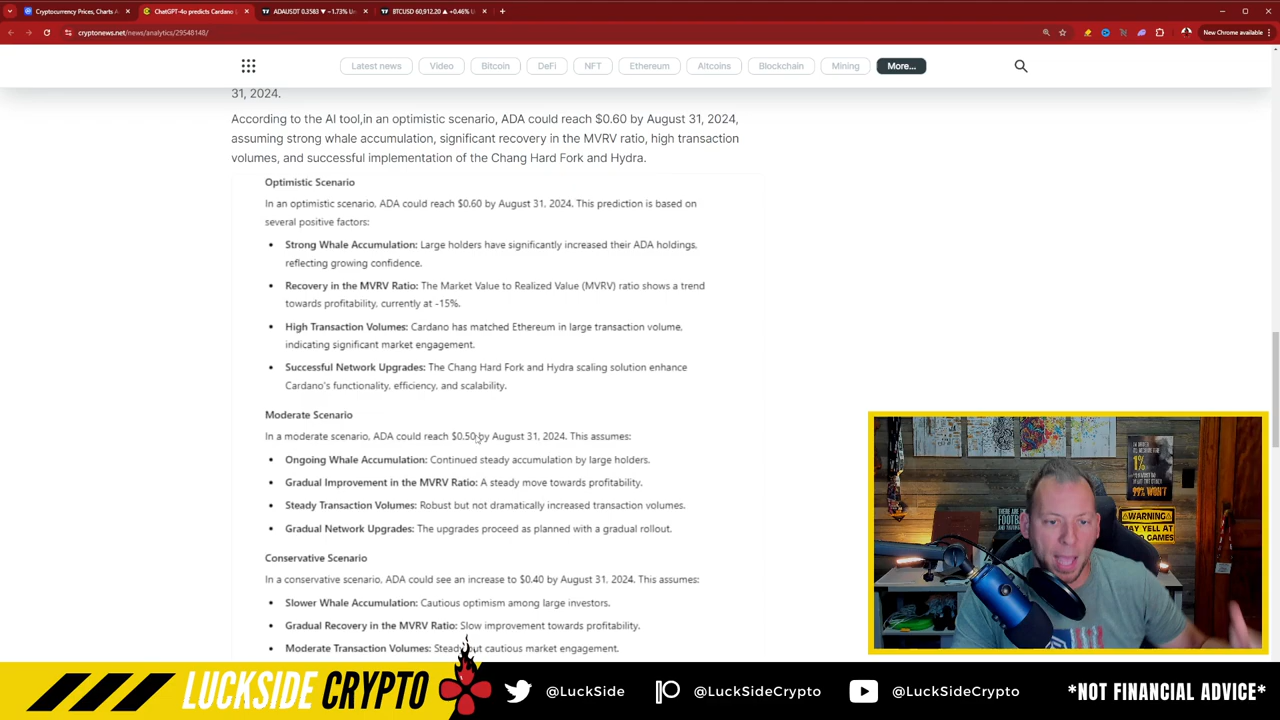 Cryptocurrency Prices, Charts A
ChatGPT-4o predicts Cardano
ADAUSDT 0.3583 ▼ −1.73% Un
BTCUSD 60,912.20 ▲ +0.46% U
cryptonews.net/news/analytics/29548148/
New Chrome available
Latest news
Video
Bitcoin
DeFi
NFT
Ethereum
Altcoins
Blockchain
Mining
More...
31, 2024.
According to the AI tool,in an optimistic scenario, ADA could reach $0.60 by August 31, 2024,
assuming strong whale accumulation, significant recovery in the MVRV ratio, high transaction
volumes, and successful implementation of the Chang Hard Fork and Hydra.
Optimistic Scenario
In an optimistic scenario, ADA could reach $0.60 by August 31, 2024. This prediction is based on
several positive factors:
• Strong Whale Accumulation: Large holders have significantly increased their ADA holdings,
reflecting growing confidence.
• Recovery in the MVRV Ratio: The Market Value to Realized Value (MVRV) ratio shows a trend
towards profitability, currently at -15%.
• High Transaction Volumes: Cardano has matched Ethereum in large transaction volume,
indicating significant market engagement.
• Successful Network Upgrades: The Chang Hard Fork and Hydra scaling solution enhance
Cardano's functionality, efficiency, and scalability.
Moderate Scenario
In a moderate scenario, ADA could reach $0.50 by August 31, 2024. This assumes:
• Ongoing Whale Accumulation: Continued steady accumulation by large holders.
• Gradual Improvement in the MVRV Ratio: A steady move towards profitability.
• Steady Transaction Volumes: Robust but not dramatically increased transaction volumes.
• Gradual Network Upgrades: The upgrades proceed as planned with a gradual rollout.
Conservative Scenario
In a conservative scenario, ADA could see an increase to $0.40 by August 31, 2024. This assumes:
• Slower Whale Accumulation: Cautious optimism among large investors.
• Gradual Recovery in the MVRV Ratio: Slow improvement towards profitability.
• Moderate Transaction Volumes: Steady but cautious market engagement.
1%
99% WON'T
WARNING!
MAY YELL AT
GAMES
THERE ARE
FOOTBALL
LUCKSIDE CRYPTO
@LuckSide
@LuckSideCrypto
@LuckSideCrypto
*NOT FINANCIAL ADVICE*